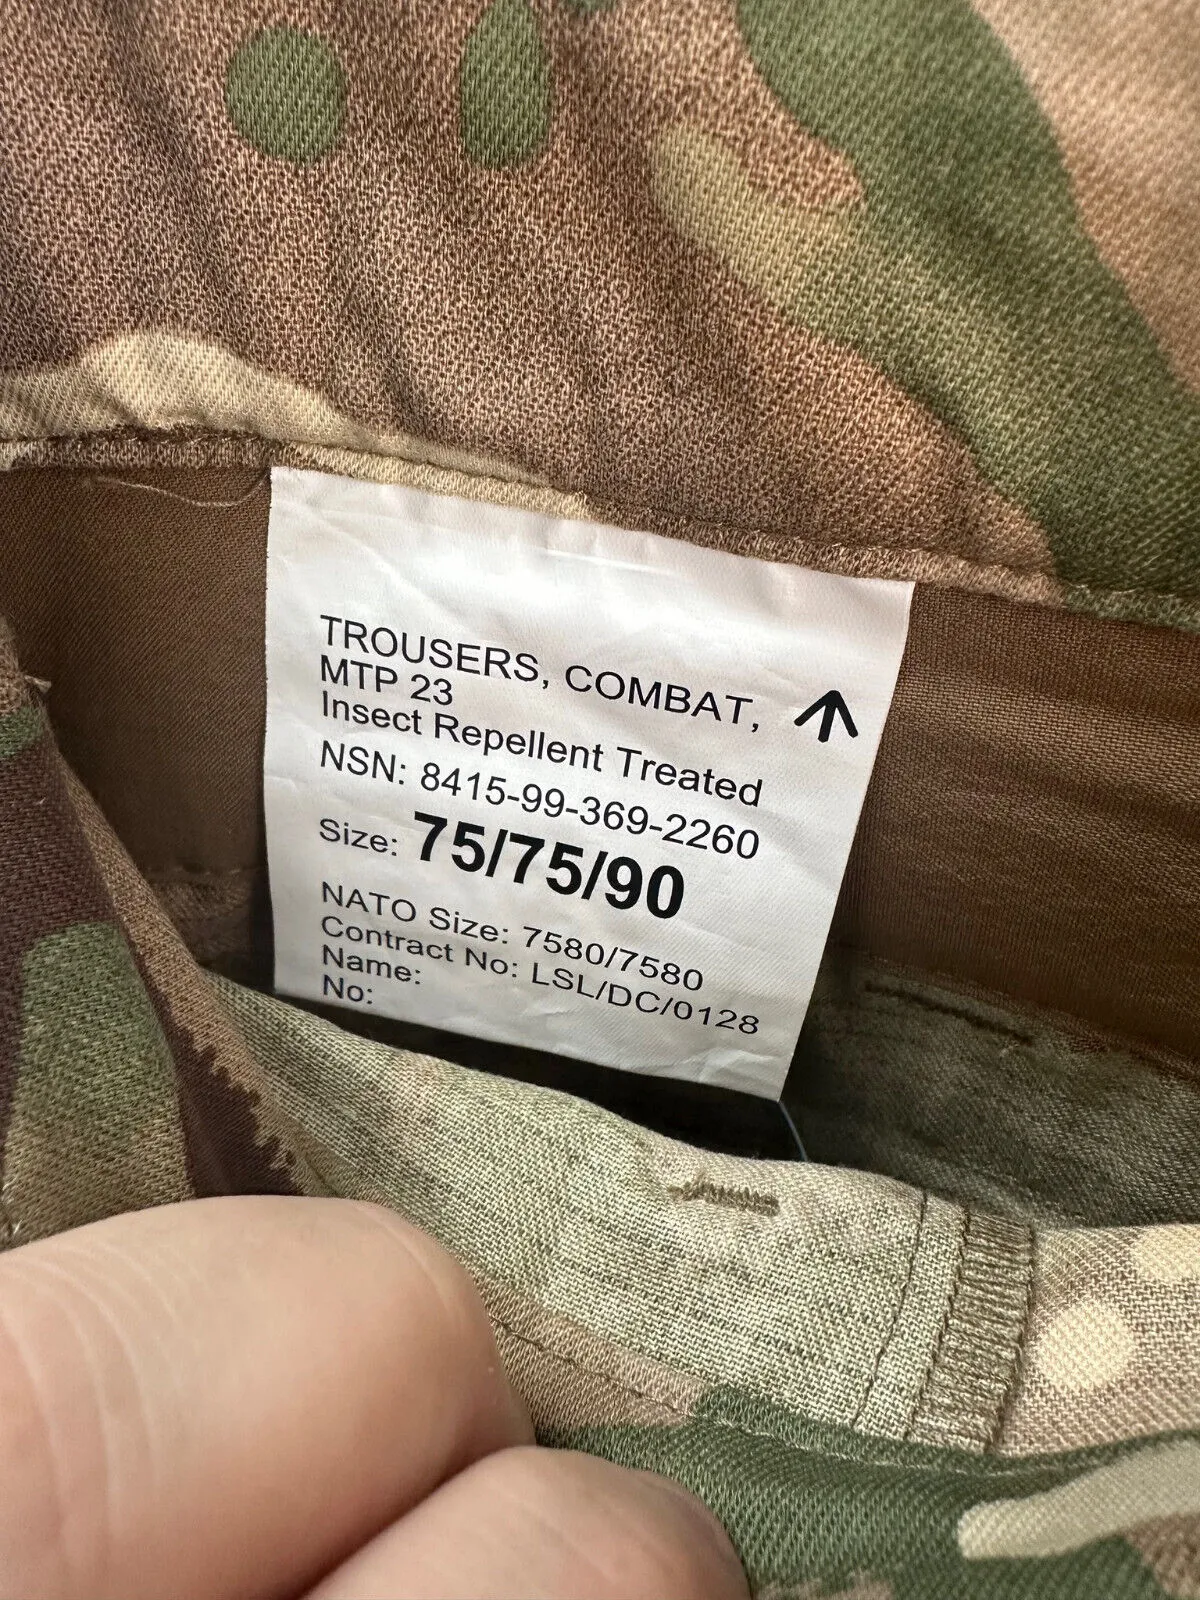 TROUSERS, COMBAT,
MTP 23
Insect Repellent Treated
NSN: 8415-99-369-2260
Size: 75/75/90
NATO Size: 7580/7580
Contract No: LSL/DC/0128
Name:
No: